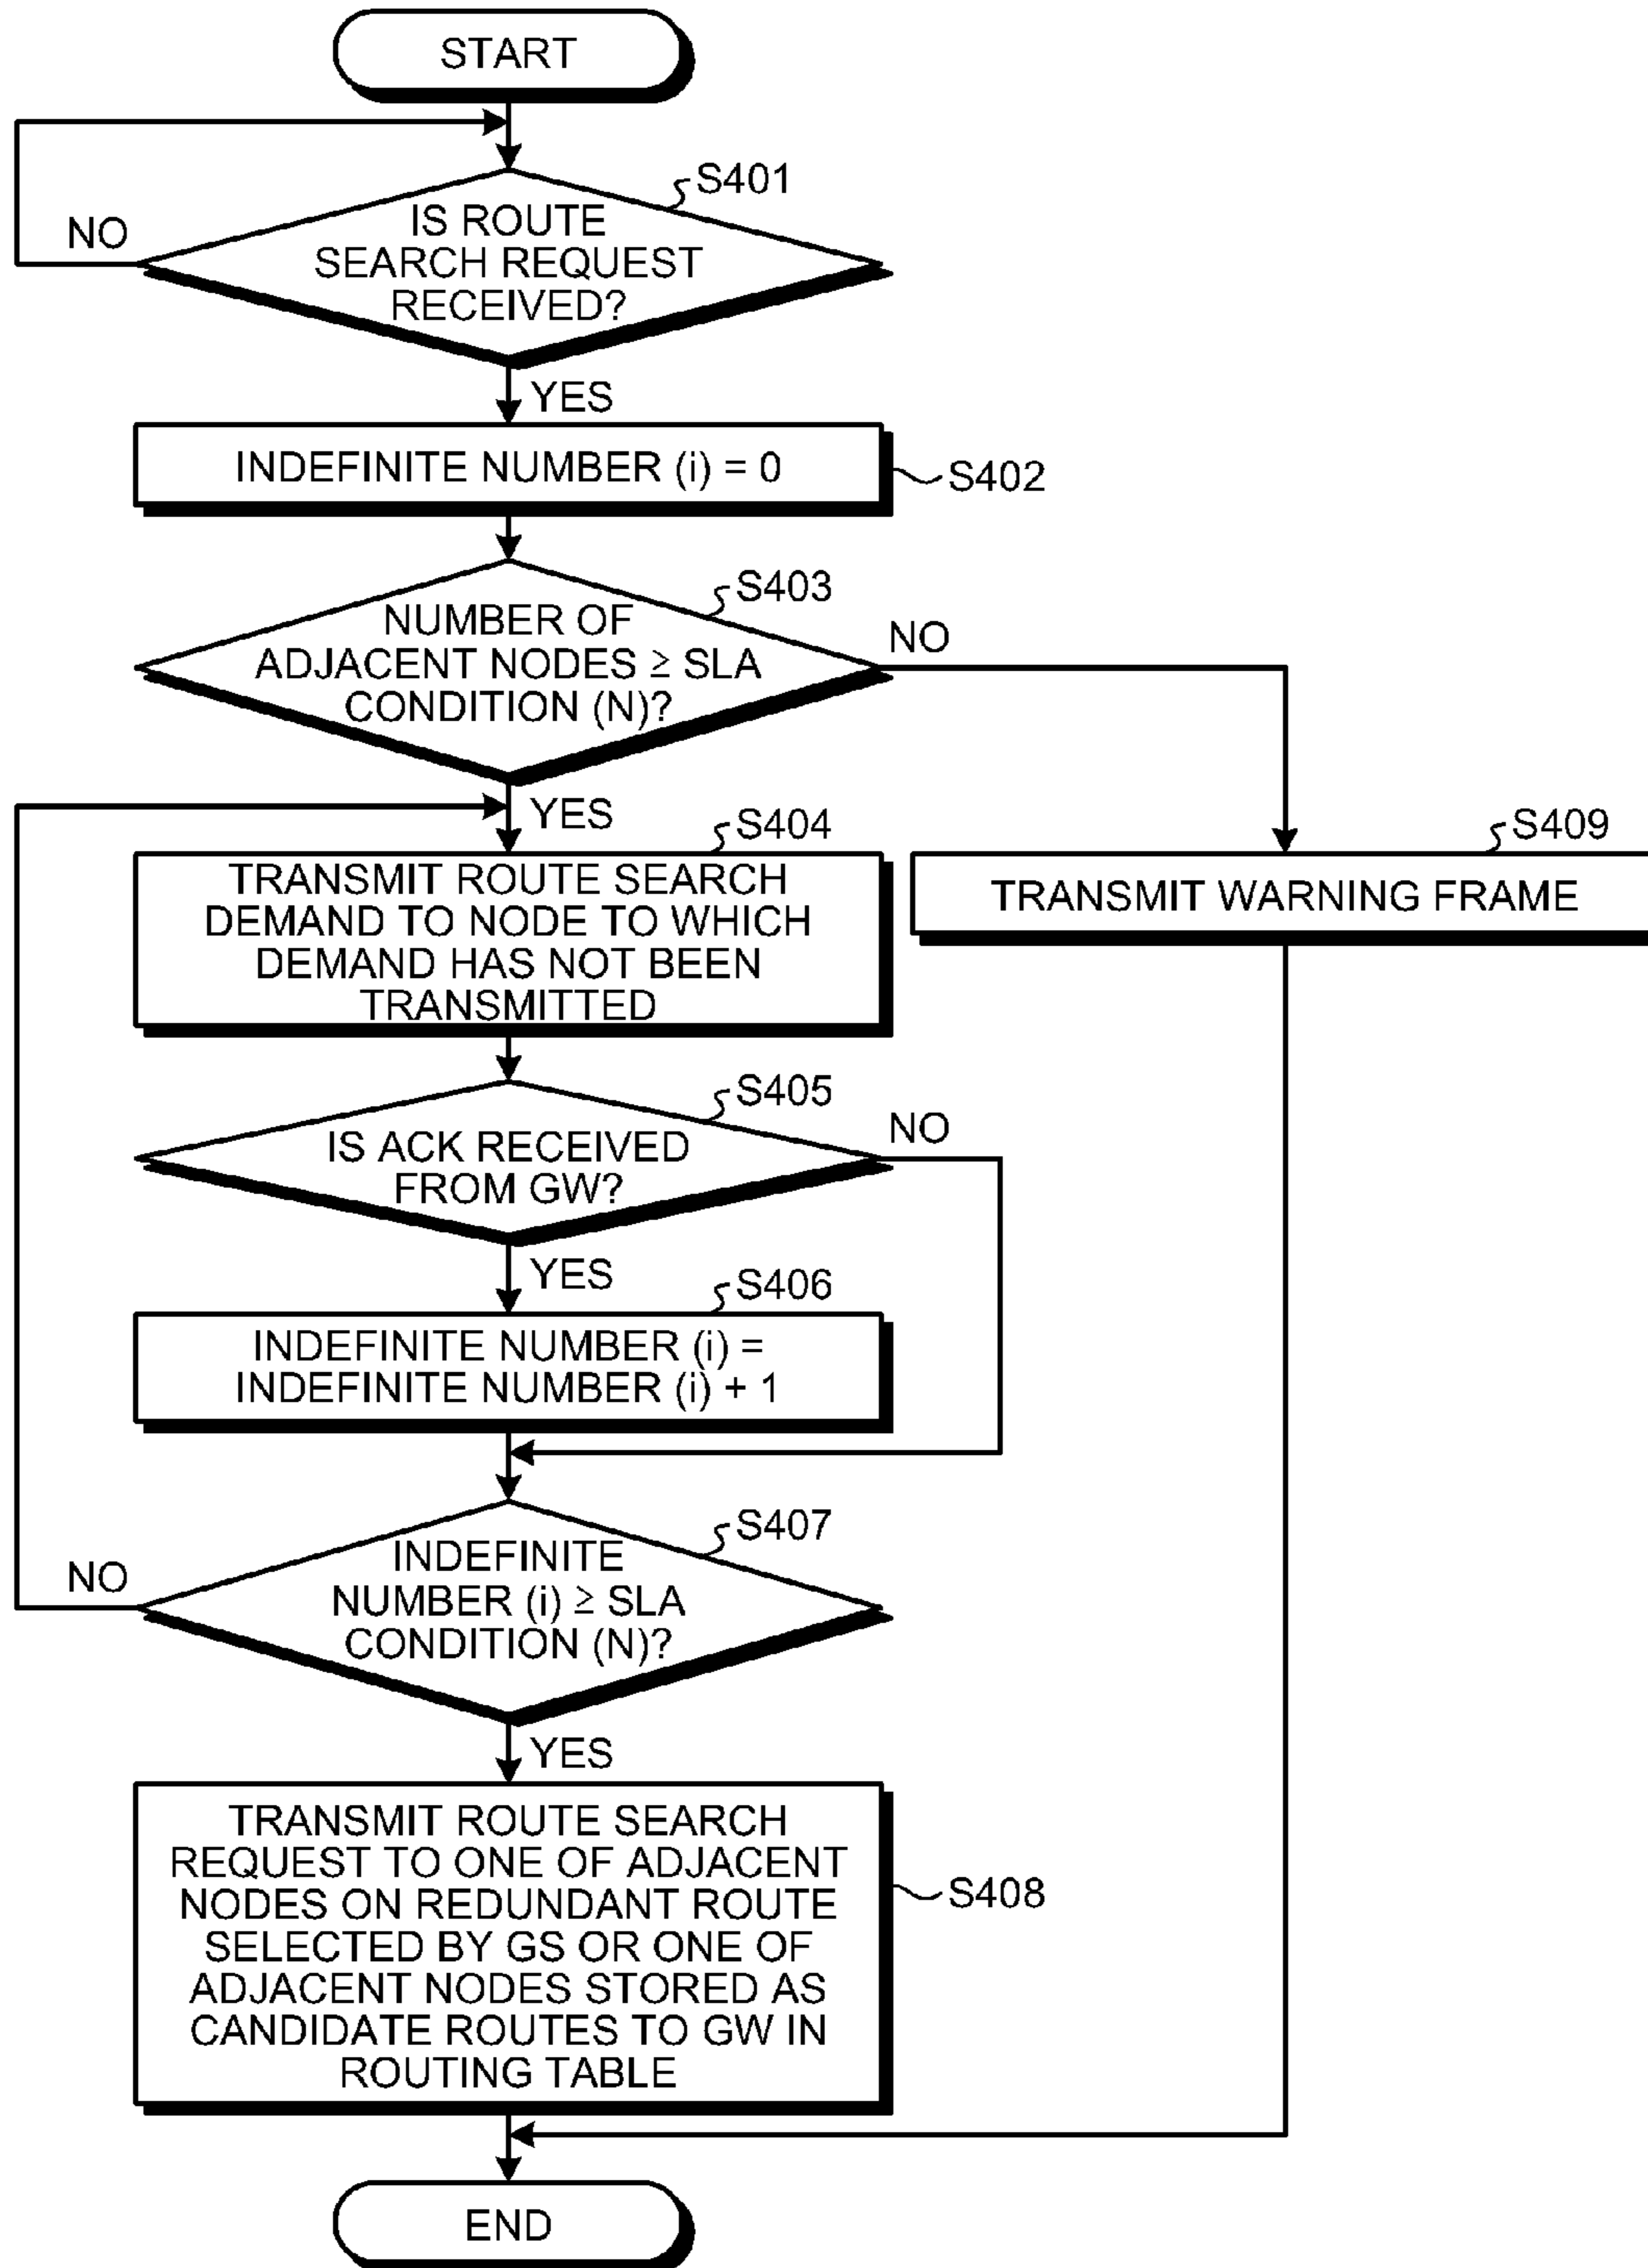 START
S401
NO
IS ROUTE
SEARCH REQUEST
RECEIVED?
YES
INDEFINITE NUMBER (i) = 0
S402
S403
NUMBER OF
ADJACENT NODES ≥ SLA
CONDITION (N)?
NO
YES
S404
TRANSMIT ROUTE SEARCH
DEMAND TO NODE TO WHICH
DEMAND HAS NOT BEEN
TRANSMITTED
S409
TRANSMIT WARNING FRAME
S405
IS ACK RECEIVED
FROM GW?
NO
YES
S406
INDEFINITE NUMBER (i) =
INDEFINITE NUMBER (i) + 1
S407
NO
INDEFINITE
NUMBER (i) ≥ SLA
CONDITION (N)?
YES
TRANSMIT ROUTE SEARCH
REQUEST TO ONE OF ADJACENT
NODES ON REDUNDANT ROUTE
SELECTED BY GS OR ONE OF
ADJACENT NODES STORED AS
CANDIDATE ROUTES TO GW IN
ROUTING TABLE
S408
END